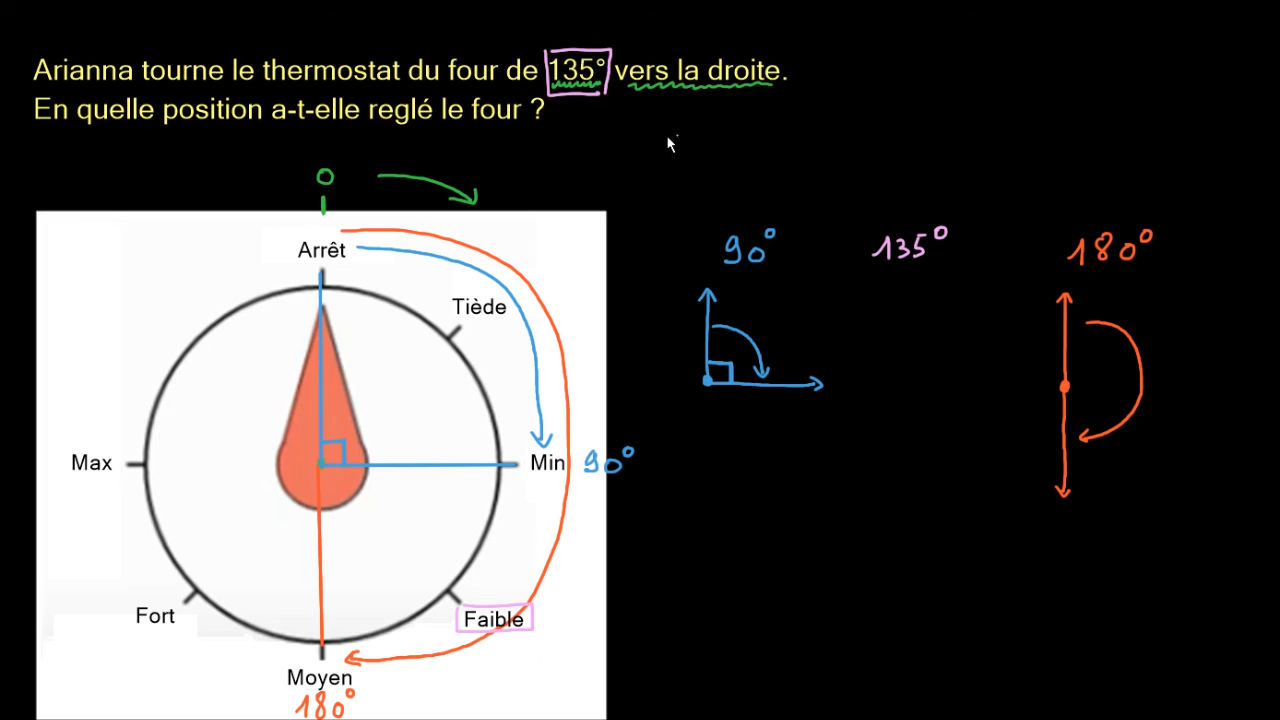 Arianna tourne le thermostat du four de 135° vers la droite.
En quelle position a-t-elle reglé le four ?
0
Arrêt
90° 135° 180°
Tiède
Max
Min 90°
Fort
Faible
Moyen
180°